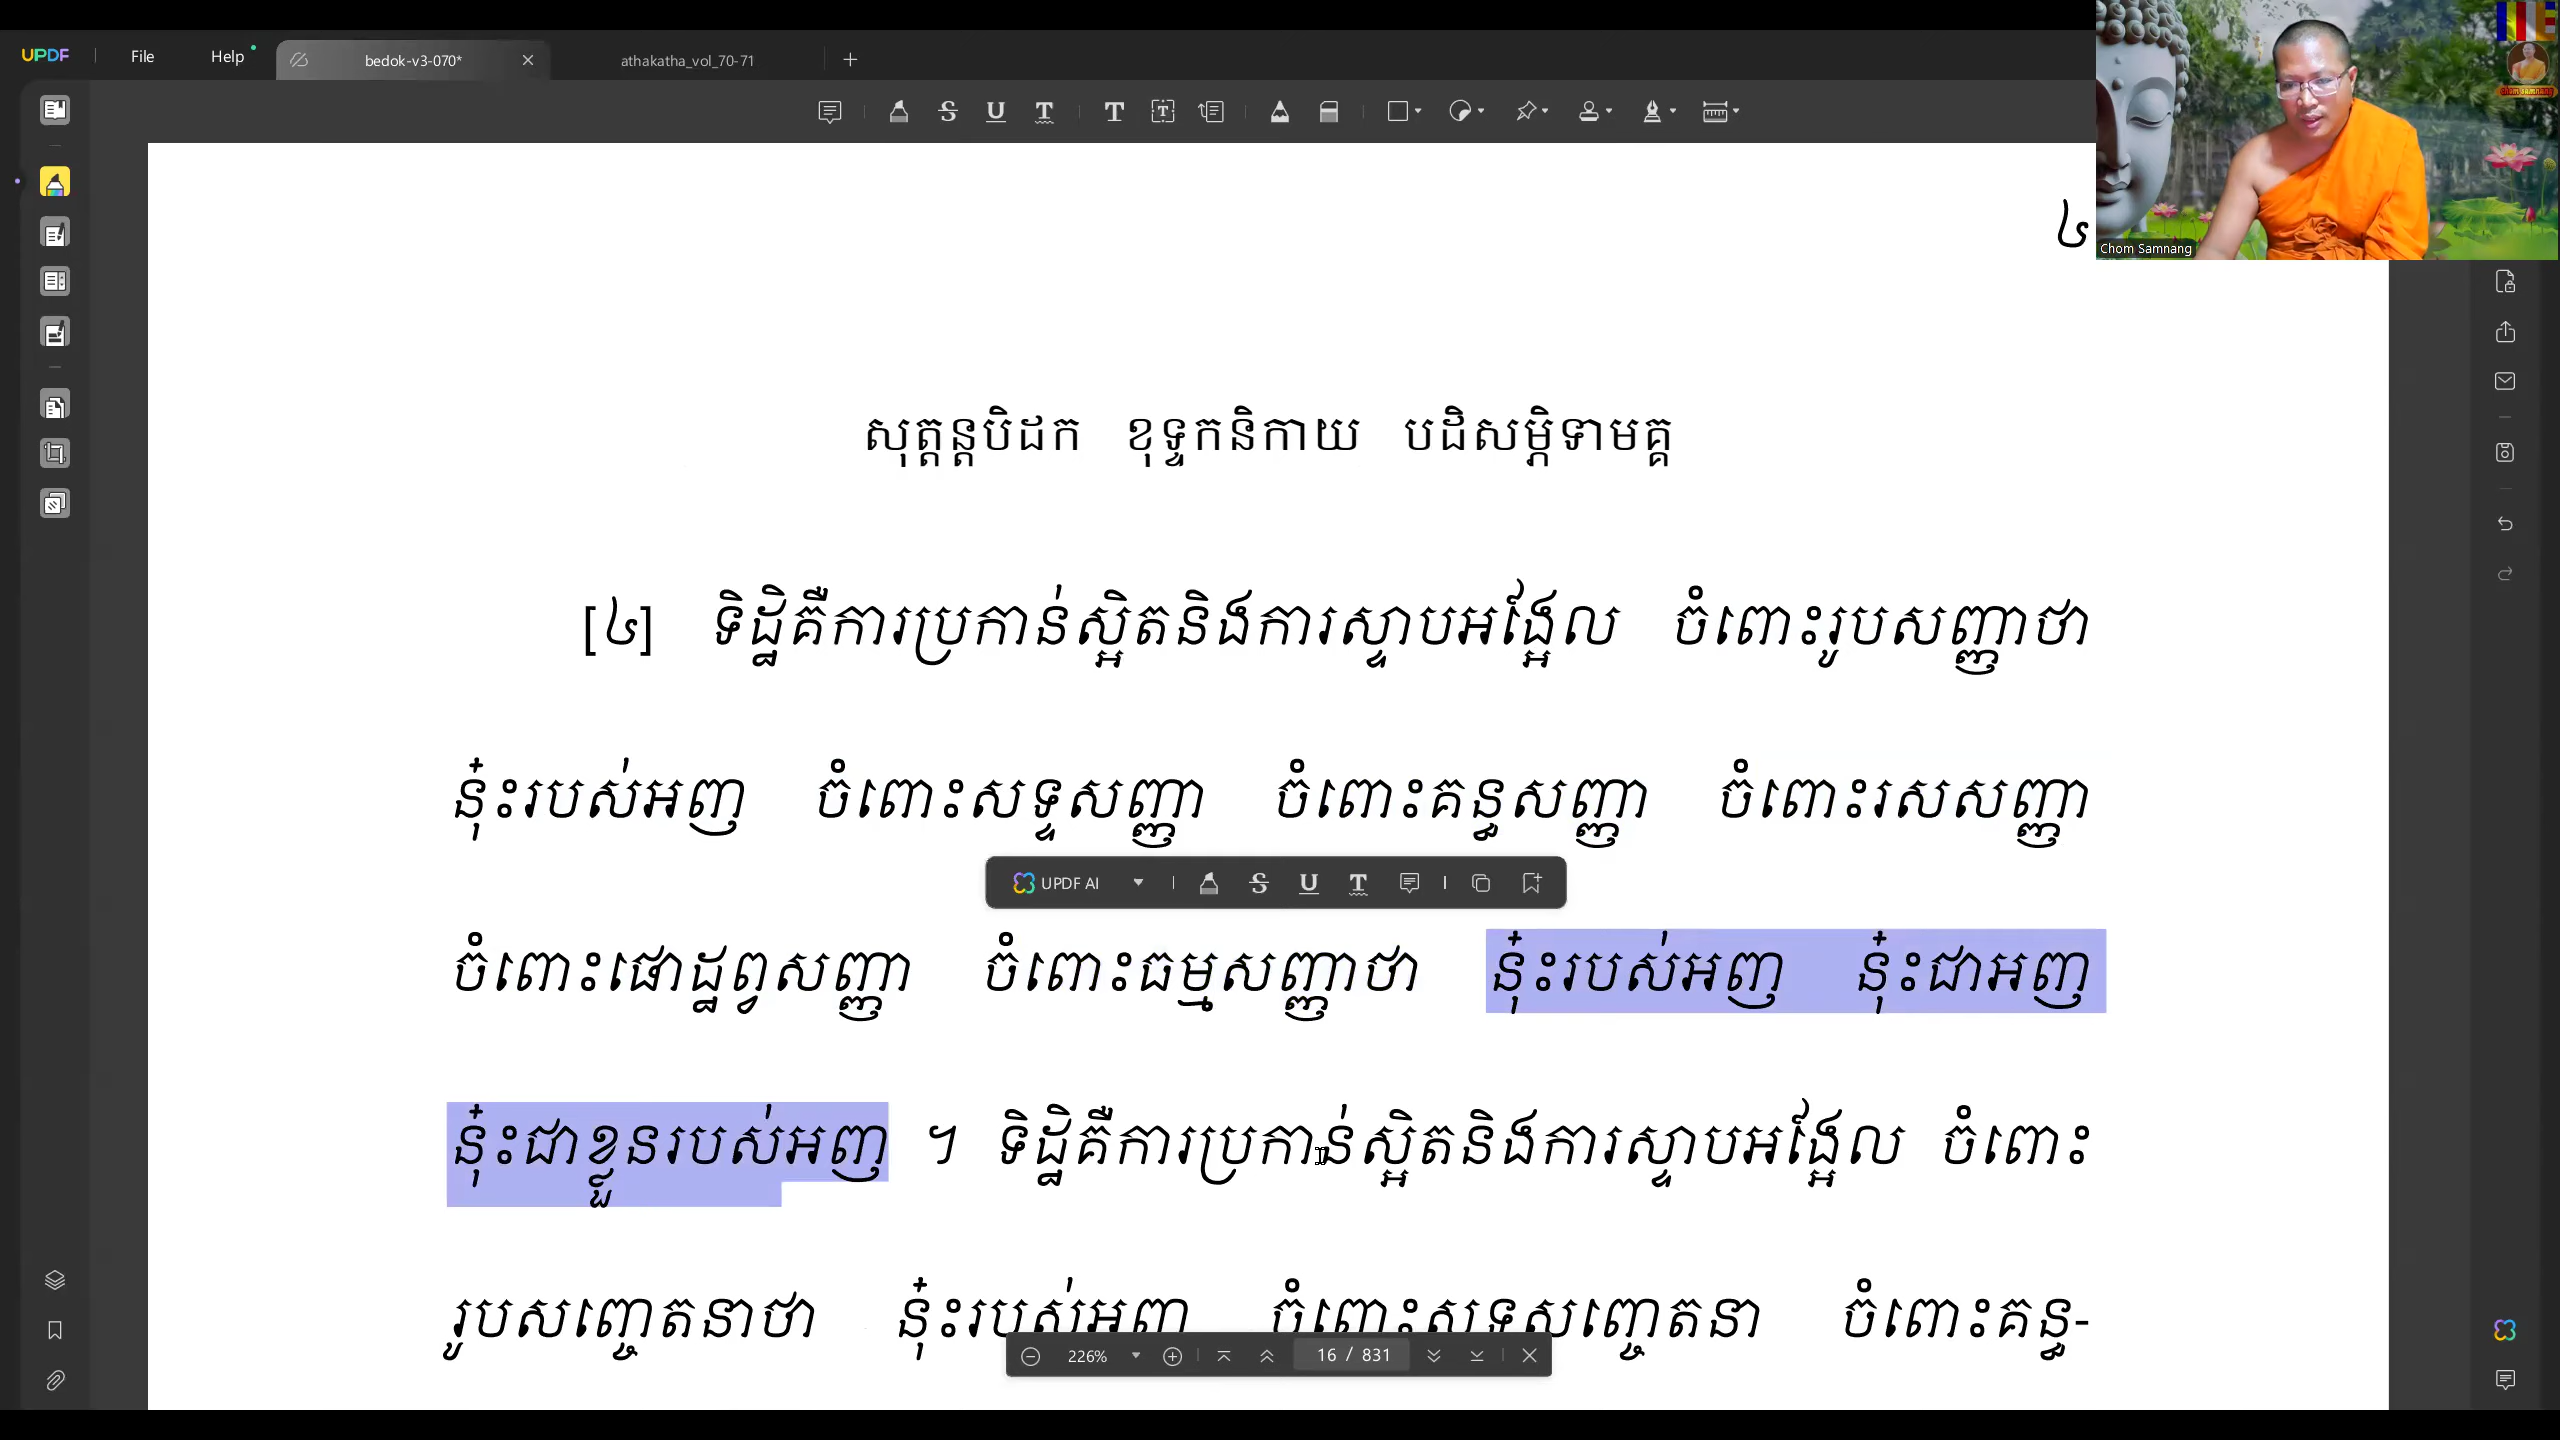 UPDF File Help bedok-v3-070* athakatha_vol_70-71
Chom Samnang
៤
សុត្តន្តបិដក ខុទ្ទកនិកាយ បដិសម្ភិទាមគ្គ
[៤] ទិដ្ឋិគឺការប្រកាន់ស្អិតនិងការស្ទាបអង្អែល ចំពោះរូបសញ្ញាថា
នុ៎ះរបស់អញ ចំពោះសទ្ទសញ្ញា ចំពោះគន្ធសញ្ញា ចំពោះរសសញ្ញា
UPDF AI
ចំពោះផោដ្ឋព្វសញ្ញា ចំពោះធម្មសញ្ញាថា នុ៎ះរបស់អញ នុ៎ះជាអញ
នុ៎ះជាខ្លួនរបស់អញ ។ ទិដ្ឋិគឺការប្រកាន់ស្អិតនិងការស្ទាបអង្អែល ចំពោះ
រូបសញ្ចេតនាថា នុ៎ះរបស់អញ ចំពោះសទ្ទសញ្ចេតនា ចំពោះគន្ធ-
226% 16 / 831